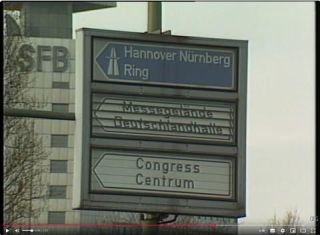 SFB
Hannover Nürnberg
Ring
Messegelände
Deutschlandhalle
Congress
Centrum